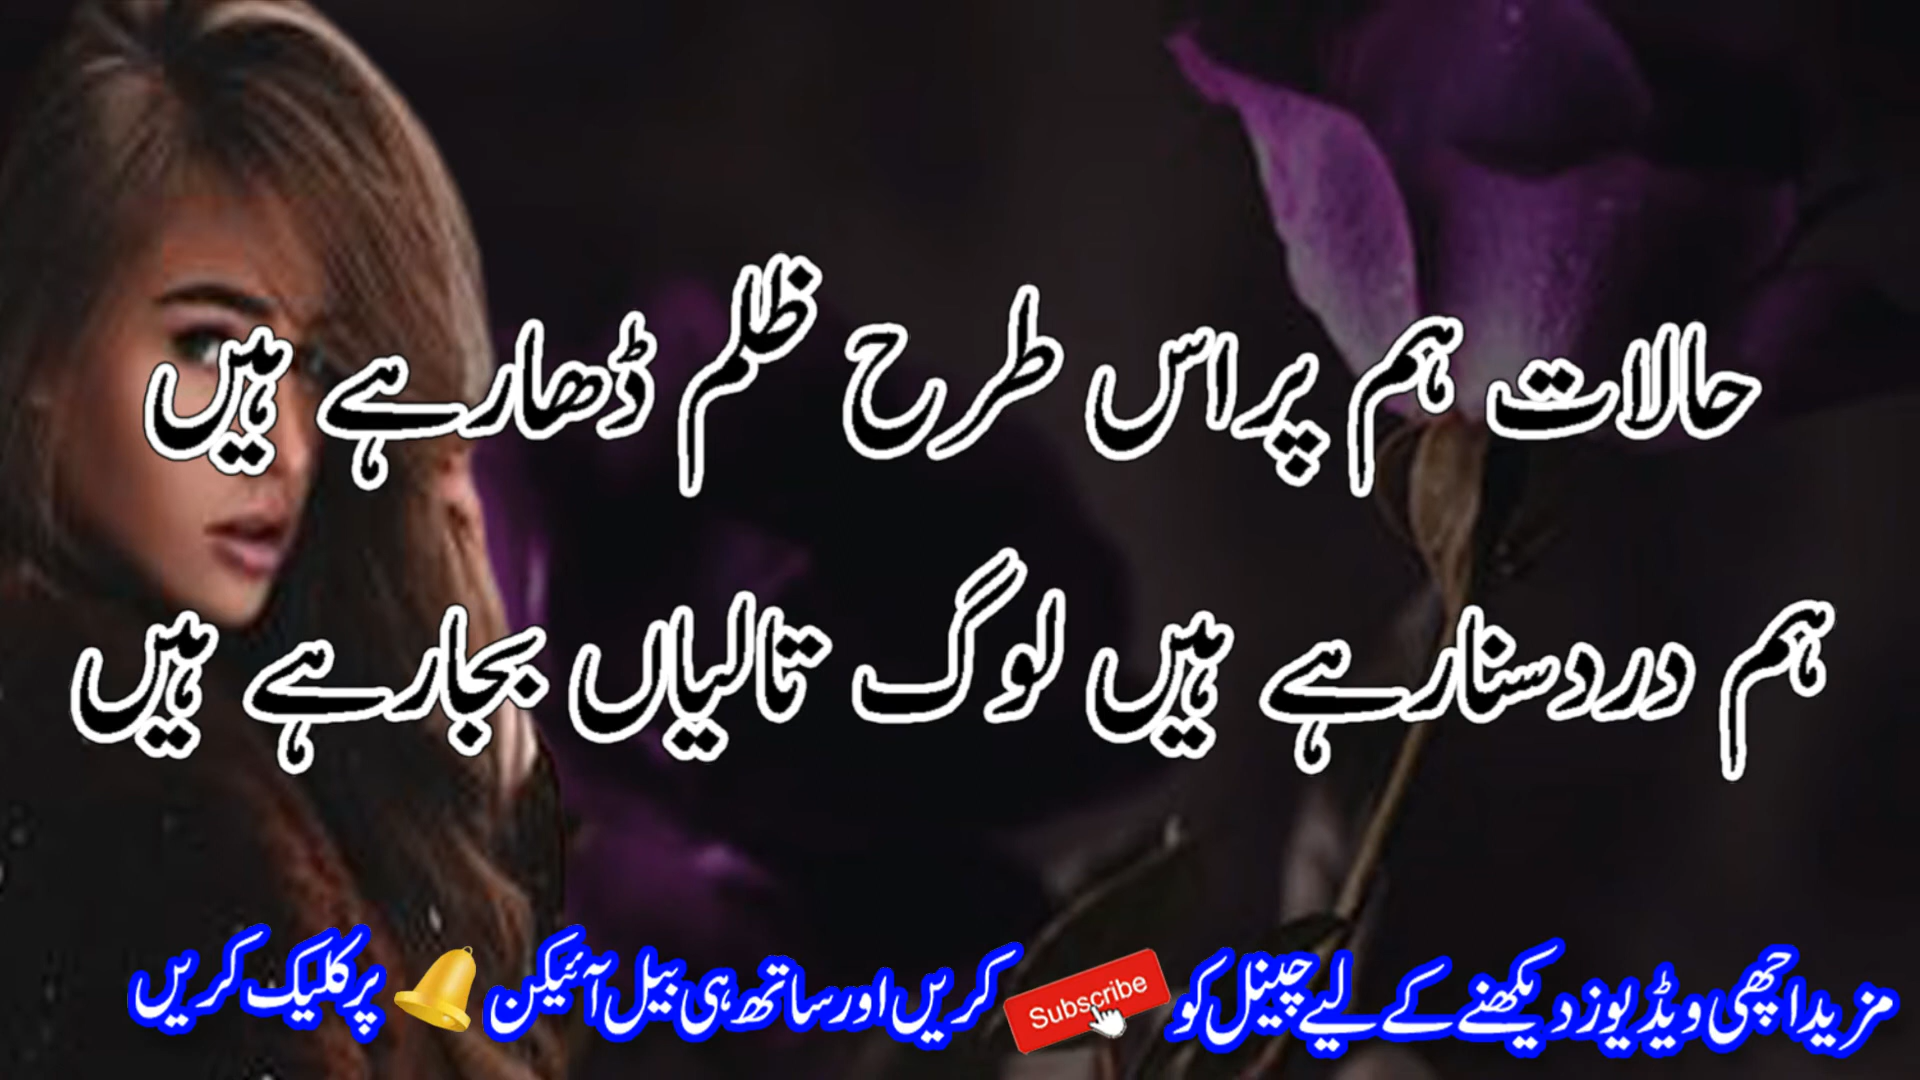 حالات ہم پر اس طرح ظلم ڈھا رہے ہیں
ہم درد سنا رہے ہیں لوگ تالیاں بجا رہے ہیں
مزید اچھی ویڈیوز دیکھنے کے لیے چینل کو Subscribe کریں اور ساتھ ہی بیل آئیکن پر کلیک کریں